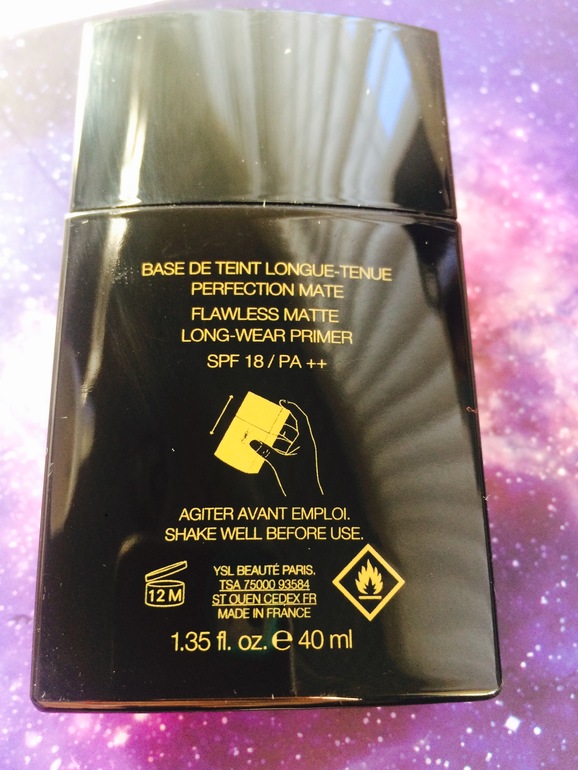 BASE DE TEINT LONGUE-TENUE
PERFECTION MATE
FLAWLESS MATTE
LONG-WEAR PRIMER
SPF 18 / PA ++
AGITER AVANT EMPLOI.
SHAKE WELL BEFORE USE.
12 M
YSL BEAUTÉ PARIS.
TSA 75000 93584
ST OUEN CEDEX FR
MADE IN FRANCE
1.35 fl. oz. ℮ 40 ml